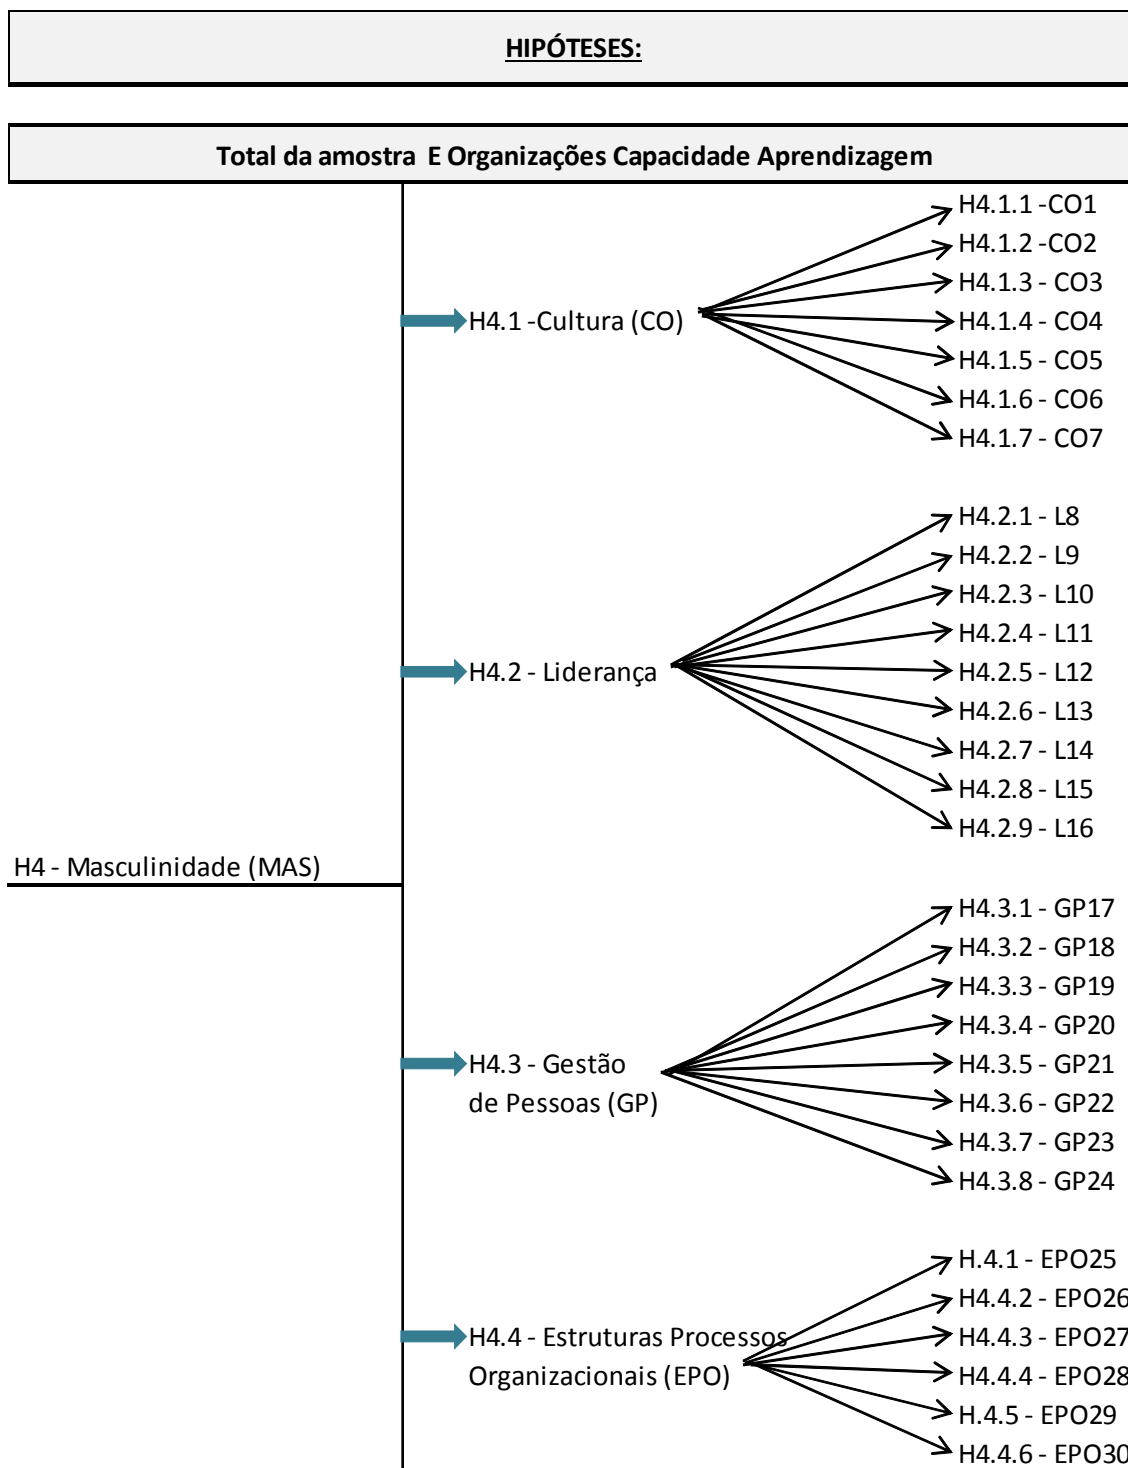 HIPÓTESES:
Total da amostra E Organizações Capacidade Aprendizagem
H4 - Masculinidade (MAS)
H4.1 -Cultura (CO)
H4.1.1 -CO1
H4.1.2 -CO2
H4.1.3 - CO3
H4.1.4 - CO4
H4.1.5 - CO5
H4.1.6 - CO6
H4.1.7 - CO7
H4.2 - Liderança
H4.2.1 - L8
H4.2.2 - L9
H4.2.3 - L10
H4.2.4 - L11
H4.2.5 - L12
H4.2.6 - L13
H4.2.7 - L14
H4.2.8 - L15
H4.2.9 - L16
H4.3 - Gestão
de Pessoas (GP)
H4.3.1 - GP17
H4.3.2 - GP18
H4.3.3 - GP19
H4.3.4 - GP20
H4.3.5 - GP21
H4.3.6 - GP22
H4.3.7 - GP23
H4.3.8 - GP24
H4.4 - Estruturas Processos
Organizacionais (EPO)
H.4.1 - EPO25
H4.4.2 - EPO26
H4.4.3 - EPO27
H4.4.4 - EPO28
H.4.5 - EPO29
H4.4.6 - EPO30